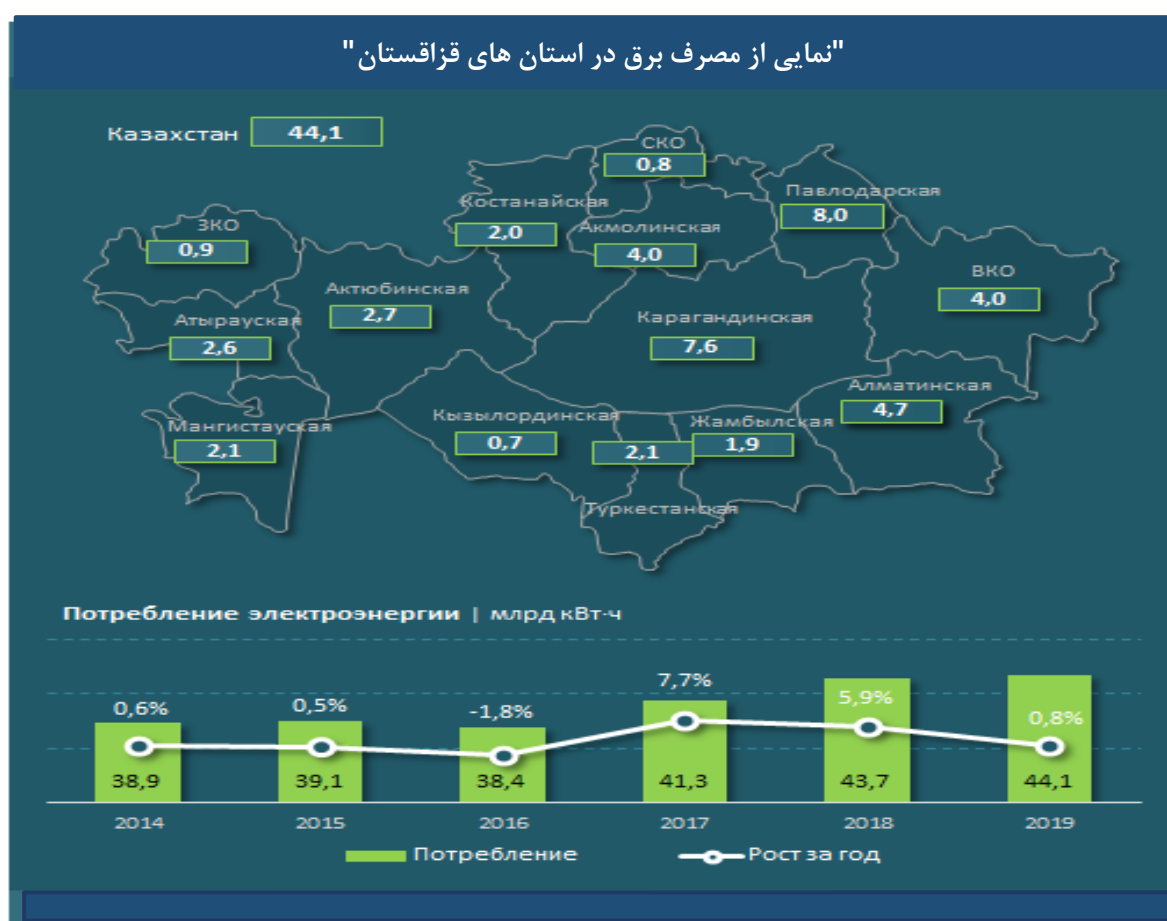 "نمایی از مصرف برق در استان های قزاقستان"
Казахстан 44,1
СКО
0,8
Павлодарская
8,0
Костанайская
2,0
Акмолинская
4,0
ЗКО
0,9
ВКО
4,0
Актюбинская
2,7
Атырауская
2,6
Карагандинская
7,6
Алматинская
4,7
Кызылординская
0,7
Жамбылская
1,9
Мангистауская
2,1
2,1
Туркестанская
Потребление электроэнергии | млрд кВт·ч
0,6% 0,5% -1,8% 7,7% 5,9% 0,8%
38,9 39,1 38,4 41,3 43,7 44,1
2014 2015 2016 2017 2018 2019
Потребление Рост за год